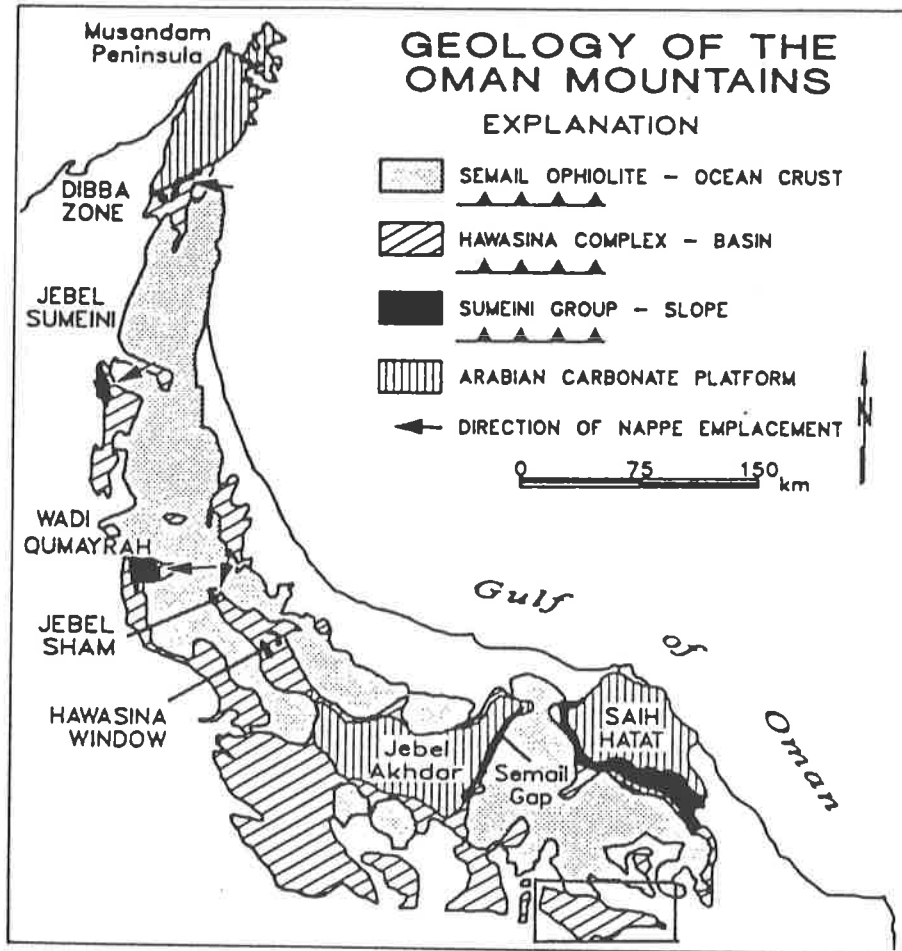 Musandam
Peninsula
GEOLOGY OF THE
OMAN MOUNTAINS
EXPLANATION
SEMAIL OPHIOLITE – OCEAN CRUST
HAWASINA COMPLEX – BASIN
SUMEINI GROUP – SLOPE
ARABIAN CARBONATE PLATFORM
DIRECTION OF NAPPE EMPLACEMENT
N
0 75 150
km
DIBBA
ZONE
JEBEL
SUMEINI
WADI
QUMAYRAH
JEBEL
SHAM
HAWASINA
WINDOW
Jebel
Akhdar
Semail
Gap
SAIH
HATAT
Gulf
of
Oman